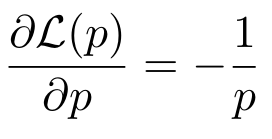 ∂ℒ(p)/∂p = −1/p